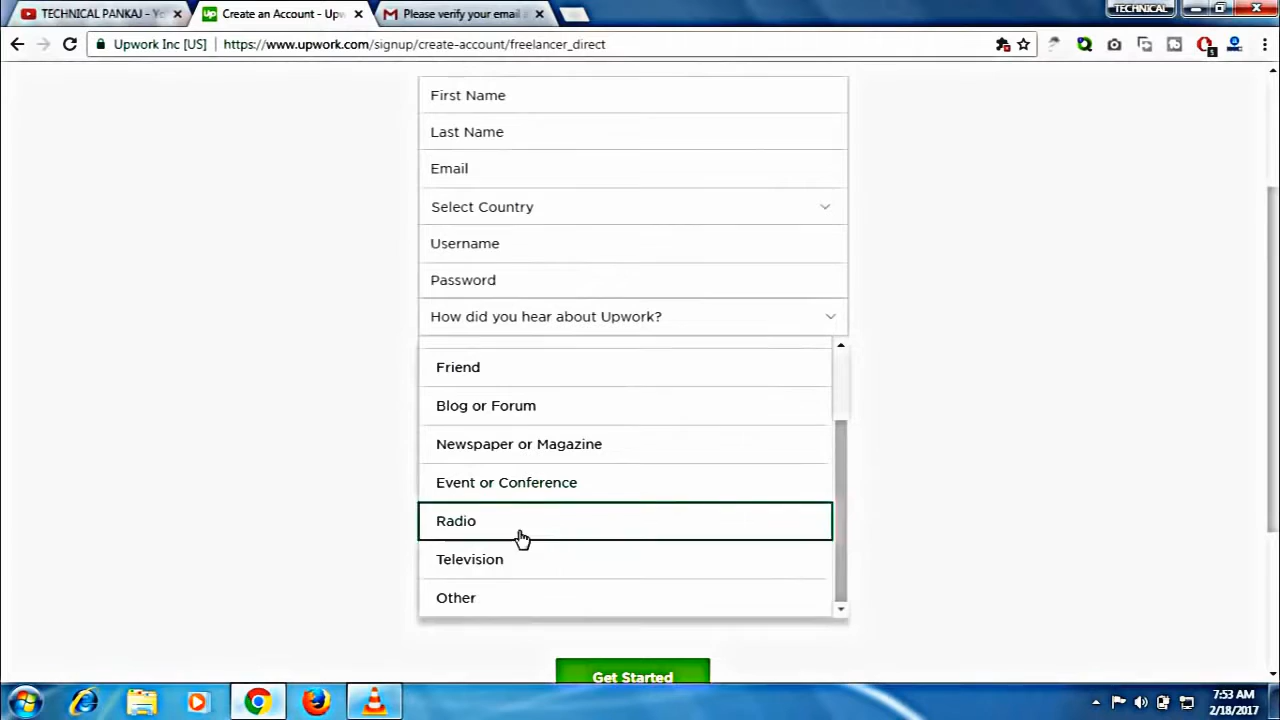 TECHNICAL PANKAJ - Yo
Create an Account - Upw
Please verify your email a
TECHNICAL
Upwork Inc [US] https://www.upwork.com/signup/create-account/freelancer_direct
First Name
Last Name
Email
Select Country
Username
Password
How did you hear about Upwork?
Friend
Blog or Forum
Newspaper or Magazine
Event or Conference
Radio
Television
Other
Get Started
7:53 AM
2/18/2017